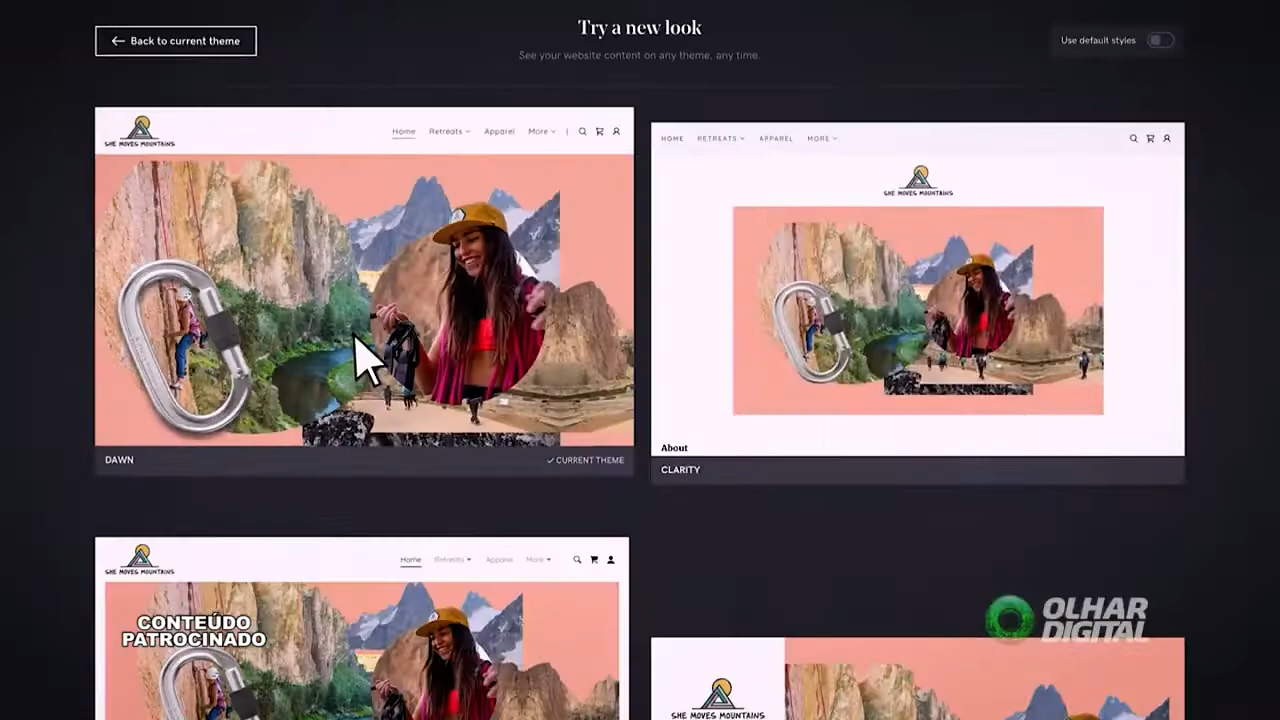 Back to current theme
Try a new look
See your website content on any theme, any time.
Use default styles
SHE MOVES MOUNTAINS
Home Retreats Apparel More
DAWN
CURRENT THEME
HOME RETREATS APPAREL MORE
SHE MOVES MOUNTAINS
About
CLARITY
SHE MOVES MOUNTAINS
Home Retreats Apparel More
CONTEÚDO
PATROCINADO
OLHAR
DIGITAL
SHE MOVES MOUNTAINS